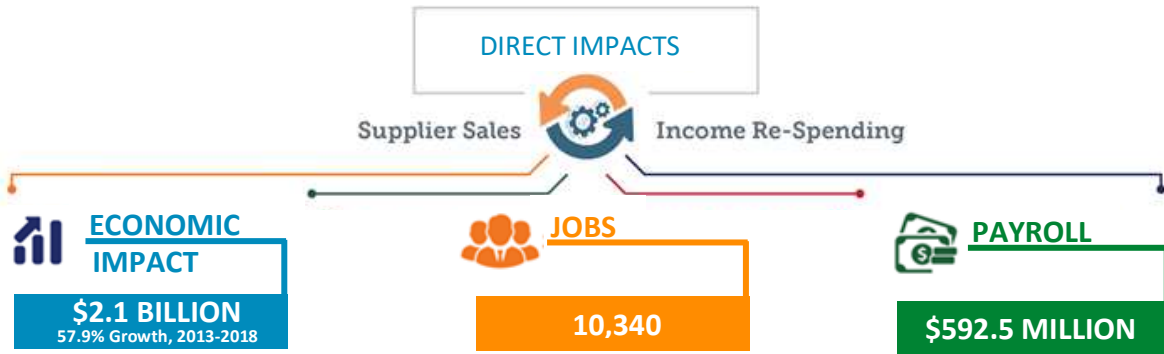 DIRECT IMPACTS
Supplier Sales
Income Re-Spending
ECONOMIC
IMPACT
$2.1 BILLION
57.9% Growth, 2013-2018
JOBS
10,340
PAYROLL
$
$592.5 MILLION